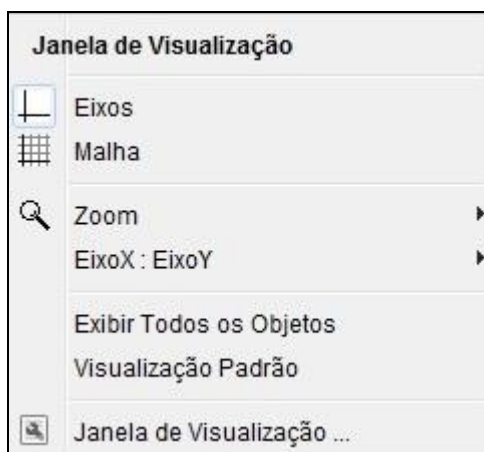 Janela de Visualização
Eixos
Malha
Zoom
EixoX : EixoY
Exibir Todos os Objetos
Visualização Padrão
Janela de Visualização ...